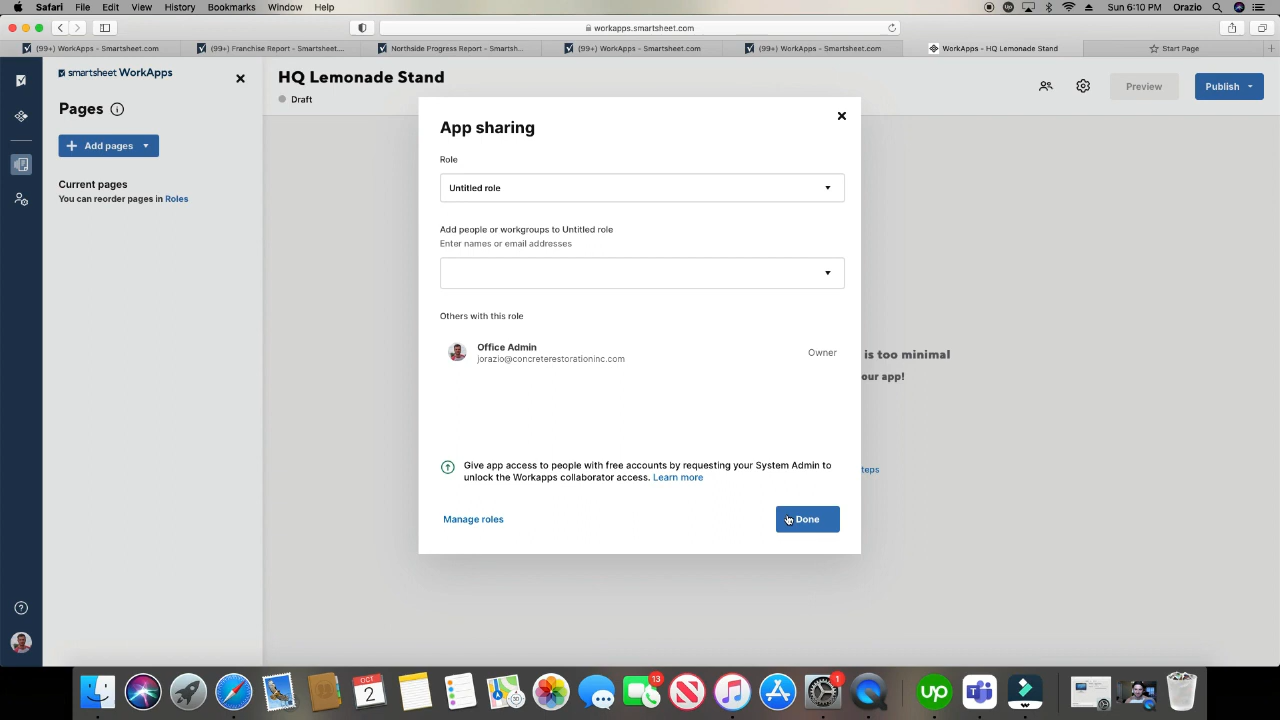 Safari File Edit View History Bookmarks Window Help
Sun 6:10 PM Orazio
workapps.smartsheet.com
(99+) WorkApps - Smartsheet.com
(99+) Franchise Report - Smartsheet....
Northside Progress Report - Smartsh...
(99+) WorkApps - Smartsheet.com
(99+) WorkApps - Smartsheet.com
WorkApps - HQ Lemonade Stand
Start Page
smartsheet WorkApps
HQ Lemonade Stand
Draft
Preview
Publish
Pages
Add pages
Current pages
You can reorder pages in Roles
App sharing
Role
Untitled role
Add people or workgroups to Untitled role
Enter names or email addresses
Others with this role
Office Admin
jorazio@concreterestorationinc.com
Owner
is too minimal
our app!
teps
Give app access to people with free accounts by requesting your System Admin to
unlock the Workapps collaborator access. Learn more
Manage roles
Done
OCT
2
13
1
up